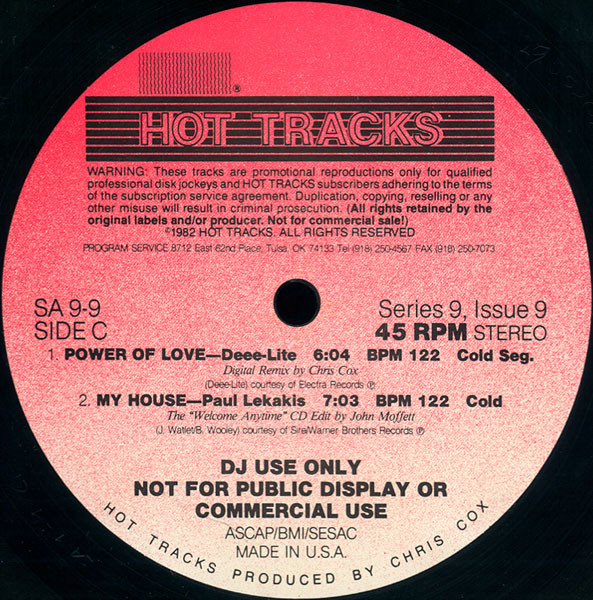 ®
HOT TRACKS
WARNING: These tracks are promotional reproductions only for qualified
professional disk jockeys and HOT TRACKS subscribers adhering to the terms
of the subscription service agreement. Duplication, copying, reselling or any
other misuse will result in criminal prosecution. (All rights retained by the
original labels and/or producer. Not for commercial sale!)
©1982 HOT TRACKS. ALL RIGHTS RESERVED
PROGRAM SERVICE 8712 East 62nd Place, Tulsa, OK 74133 Tel (918) 250-4567 FAX (918) 250-7073
SA 9-9
SIDE C
Series 9, Issue 9
45 RPM STEREO
1. POWER OF LOVE—Deee-Lite 6:04 BPM 122 Cold Seg.
Digital Remix by Chris Cox
(Deee-Lite) courtesy of Electra Records ℗
2. MY HOUSE—Paul Lekakis 7:03 BPM 122 Cold
The "Welcome Anytime" CD Edit by John Moffett
(J. Watlet/B. Wooley) courtesy of Sire/Warner Brothers Records ℗
DJ USE ONLY
NOT FOR PUBLIC DISPLAY OR
COMMERCIAL USE
ASCAP/BMI/SESAC
MADE IN U.S.A.
HOT TRACKS PRODUCED BY CHRIS COX